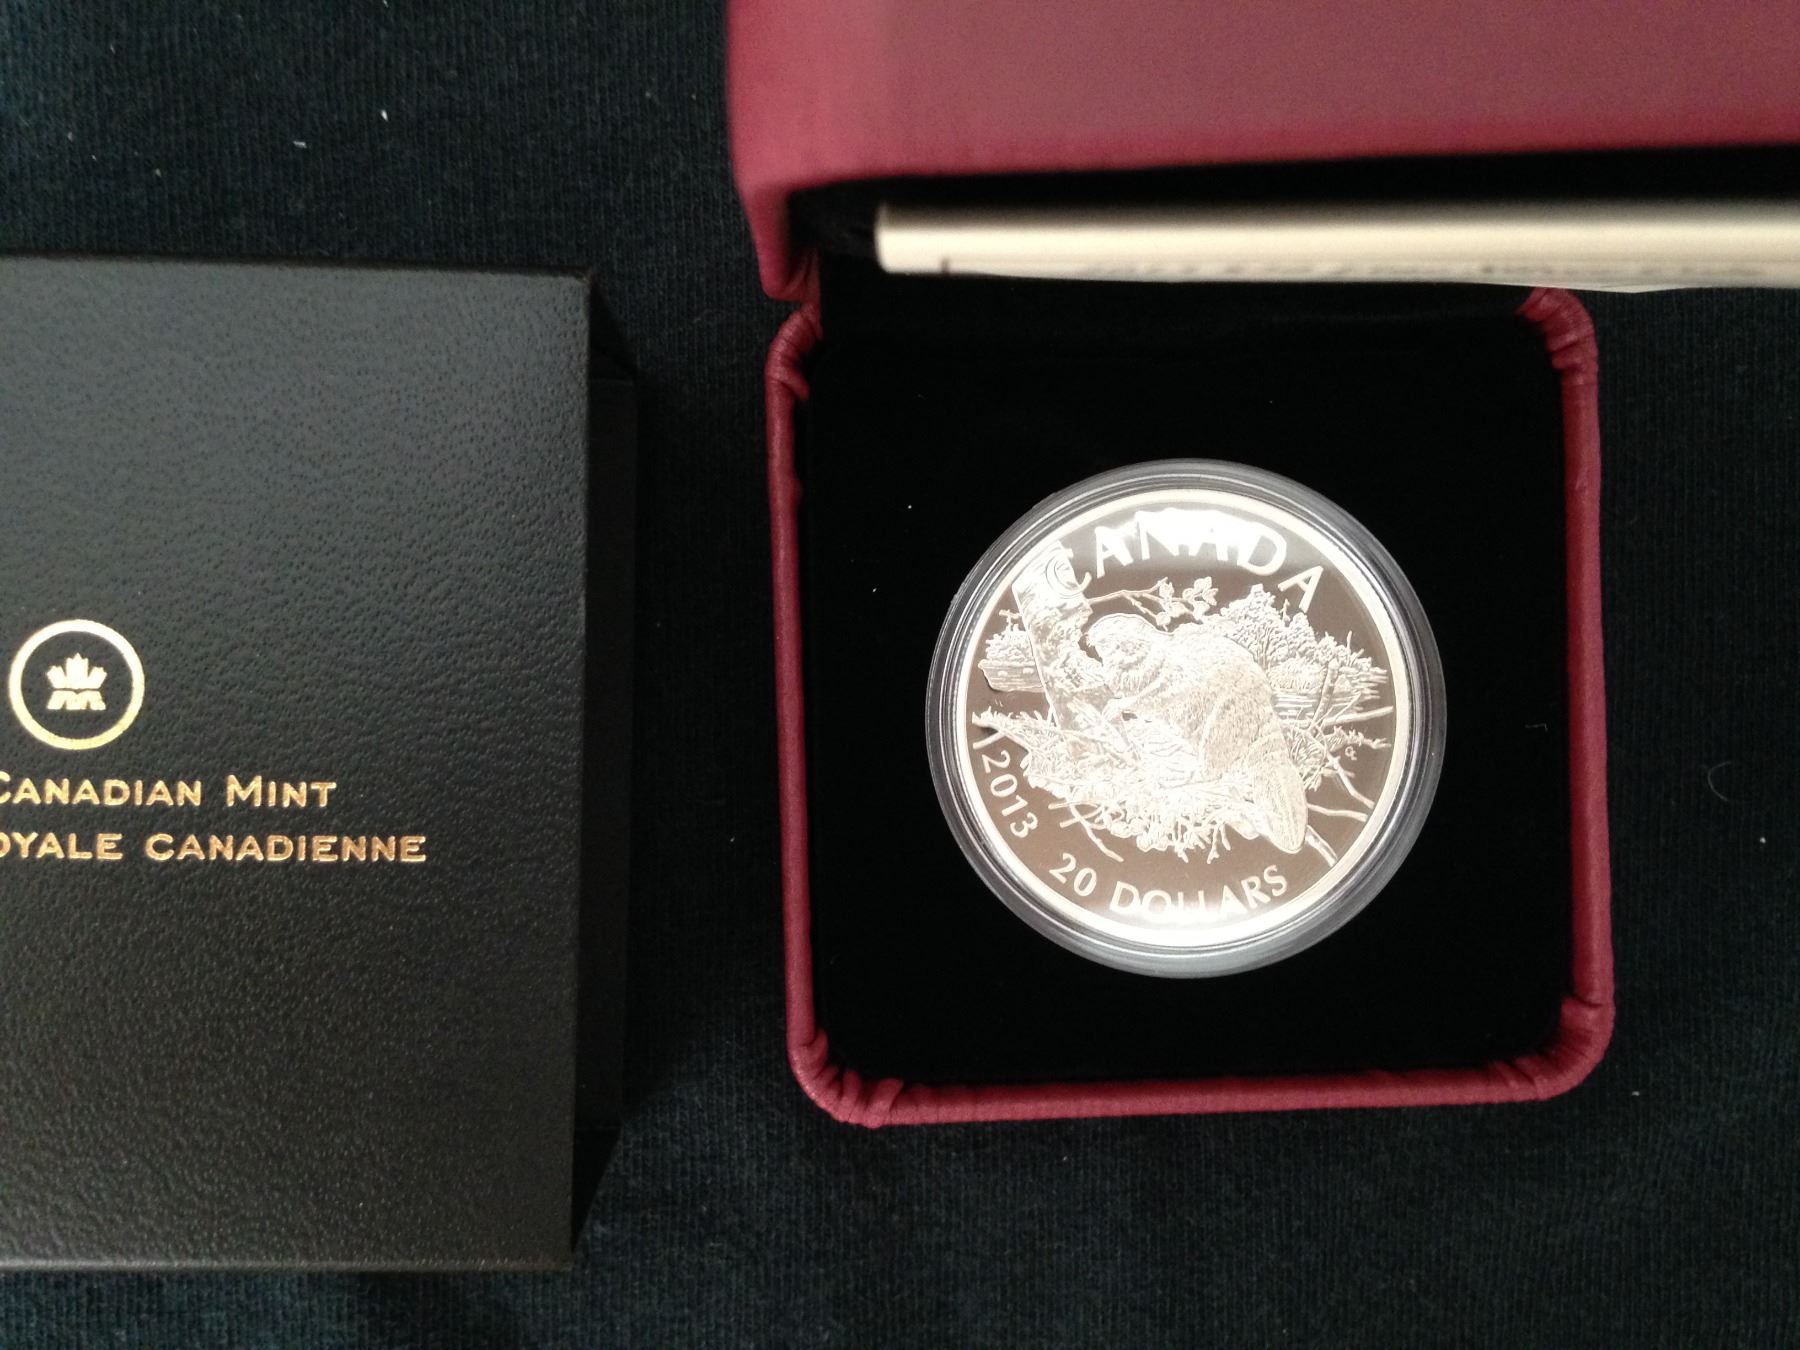 CANADIAN MINT
OYALE CANADIENNE
CANADA
2013
20 DOLLARS